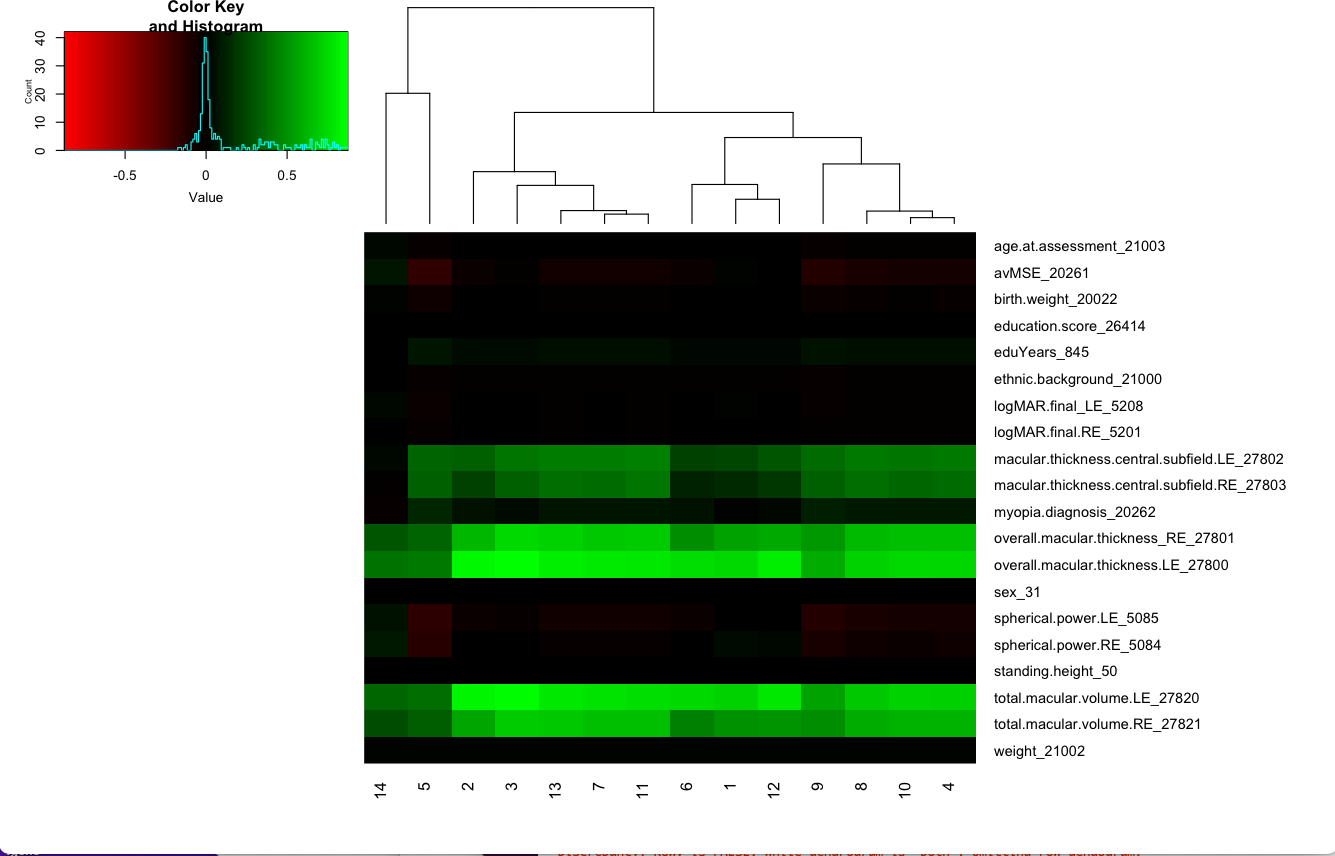 Color Key
and Histogram
Count
0
10
20
30
40
-0.5
0
0.5
Value
age.at.assessment_21003
avMSE_20261
birth.weight_20022
education.score_26414
eduYears_845
ethnic.background_21000
logMAR.final_LE_5208
logMAR.final.RE_5201
macular.thickness.central.subfield.LE_27802
macular.thickness.central.subfield.RE_27803
myopia.diagnosis_20262
overall.macular.thickness_RE_27801
overall.macular.thickness.LE_27800
sex_31
spherical.power.LE_5085
spherical.power.RE_5084
standing.height_50
total.macular.volume.LE_27820
total.macular.volume.RE_27821
weight_21002
14 5 2 3 13 7 11 6 1 12 9 8 10 4